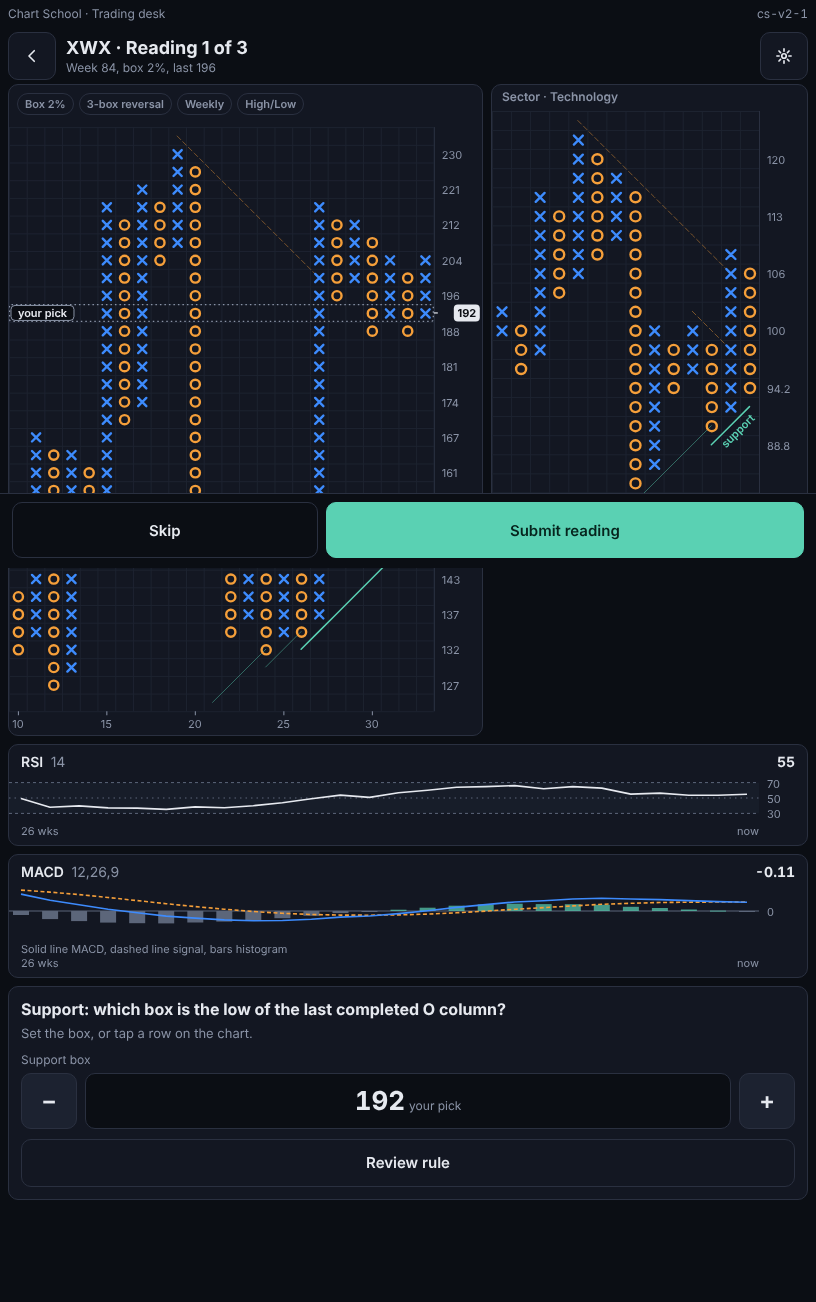 Chart School · Trading desk
cs-v2-1
XWX · Reading 1 of 3
Week 84, box 2%, last 196
Box 2%
3-box reversal
Weekly
High/Low
230
221
212
204
196
192
188
181
174
167
161
your pick
Sector · Technology
120
113
106
100
94.2
88.8
support
Skip
Submit reading
143
137
132
127
10
15
20
25
30
RSI 14
55
70
50
30
26 wks
now
MACD 12,26,9
-0.11
0
Solid line MACD, dashed line signal, bars histogram
26 wks
now
Support: which box is the low of the last completed O column?
Set the box, or tap a row on the chart.
Support box
−
192 your pick
+
Review rule